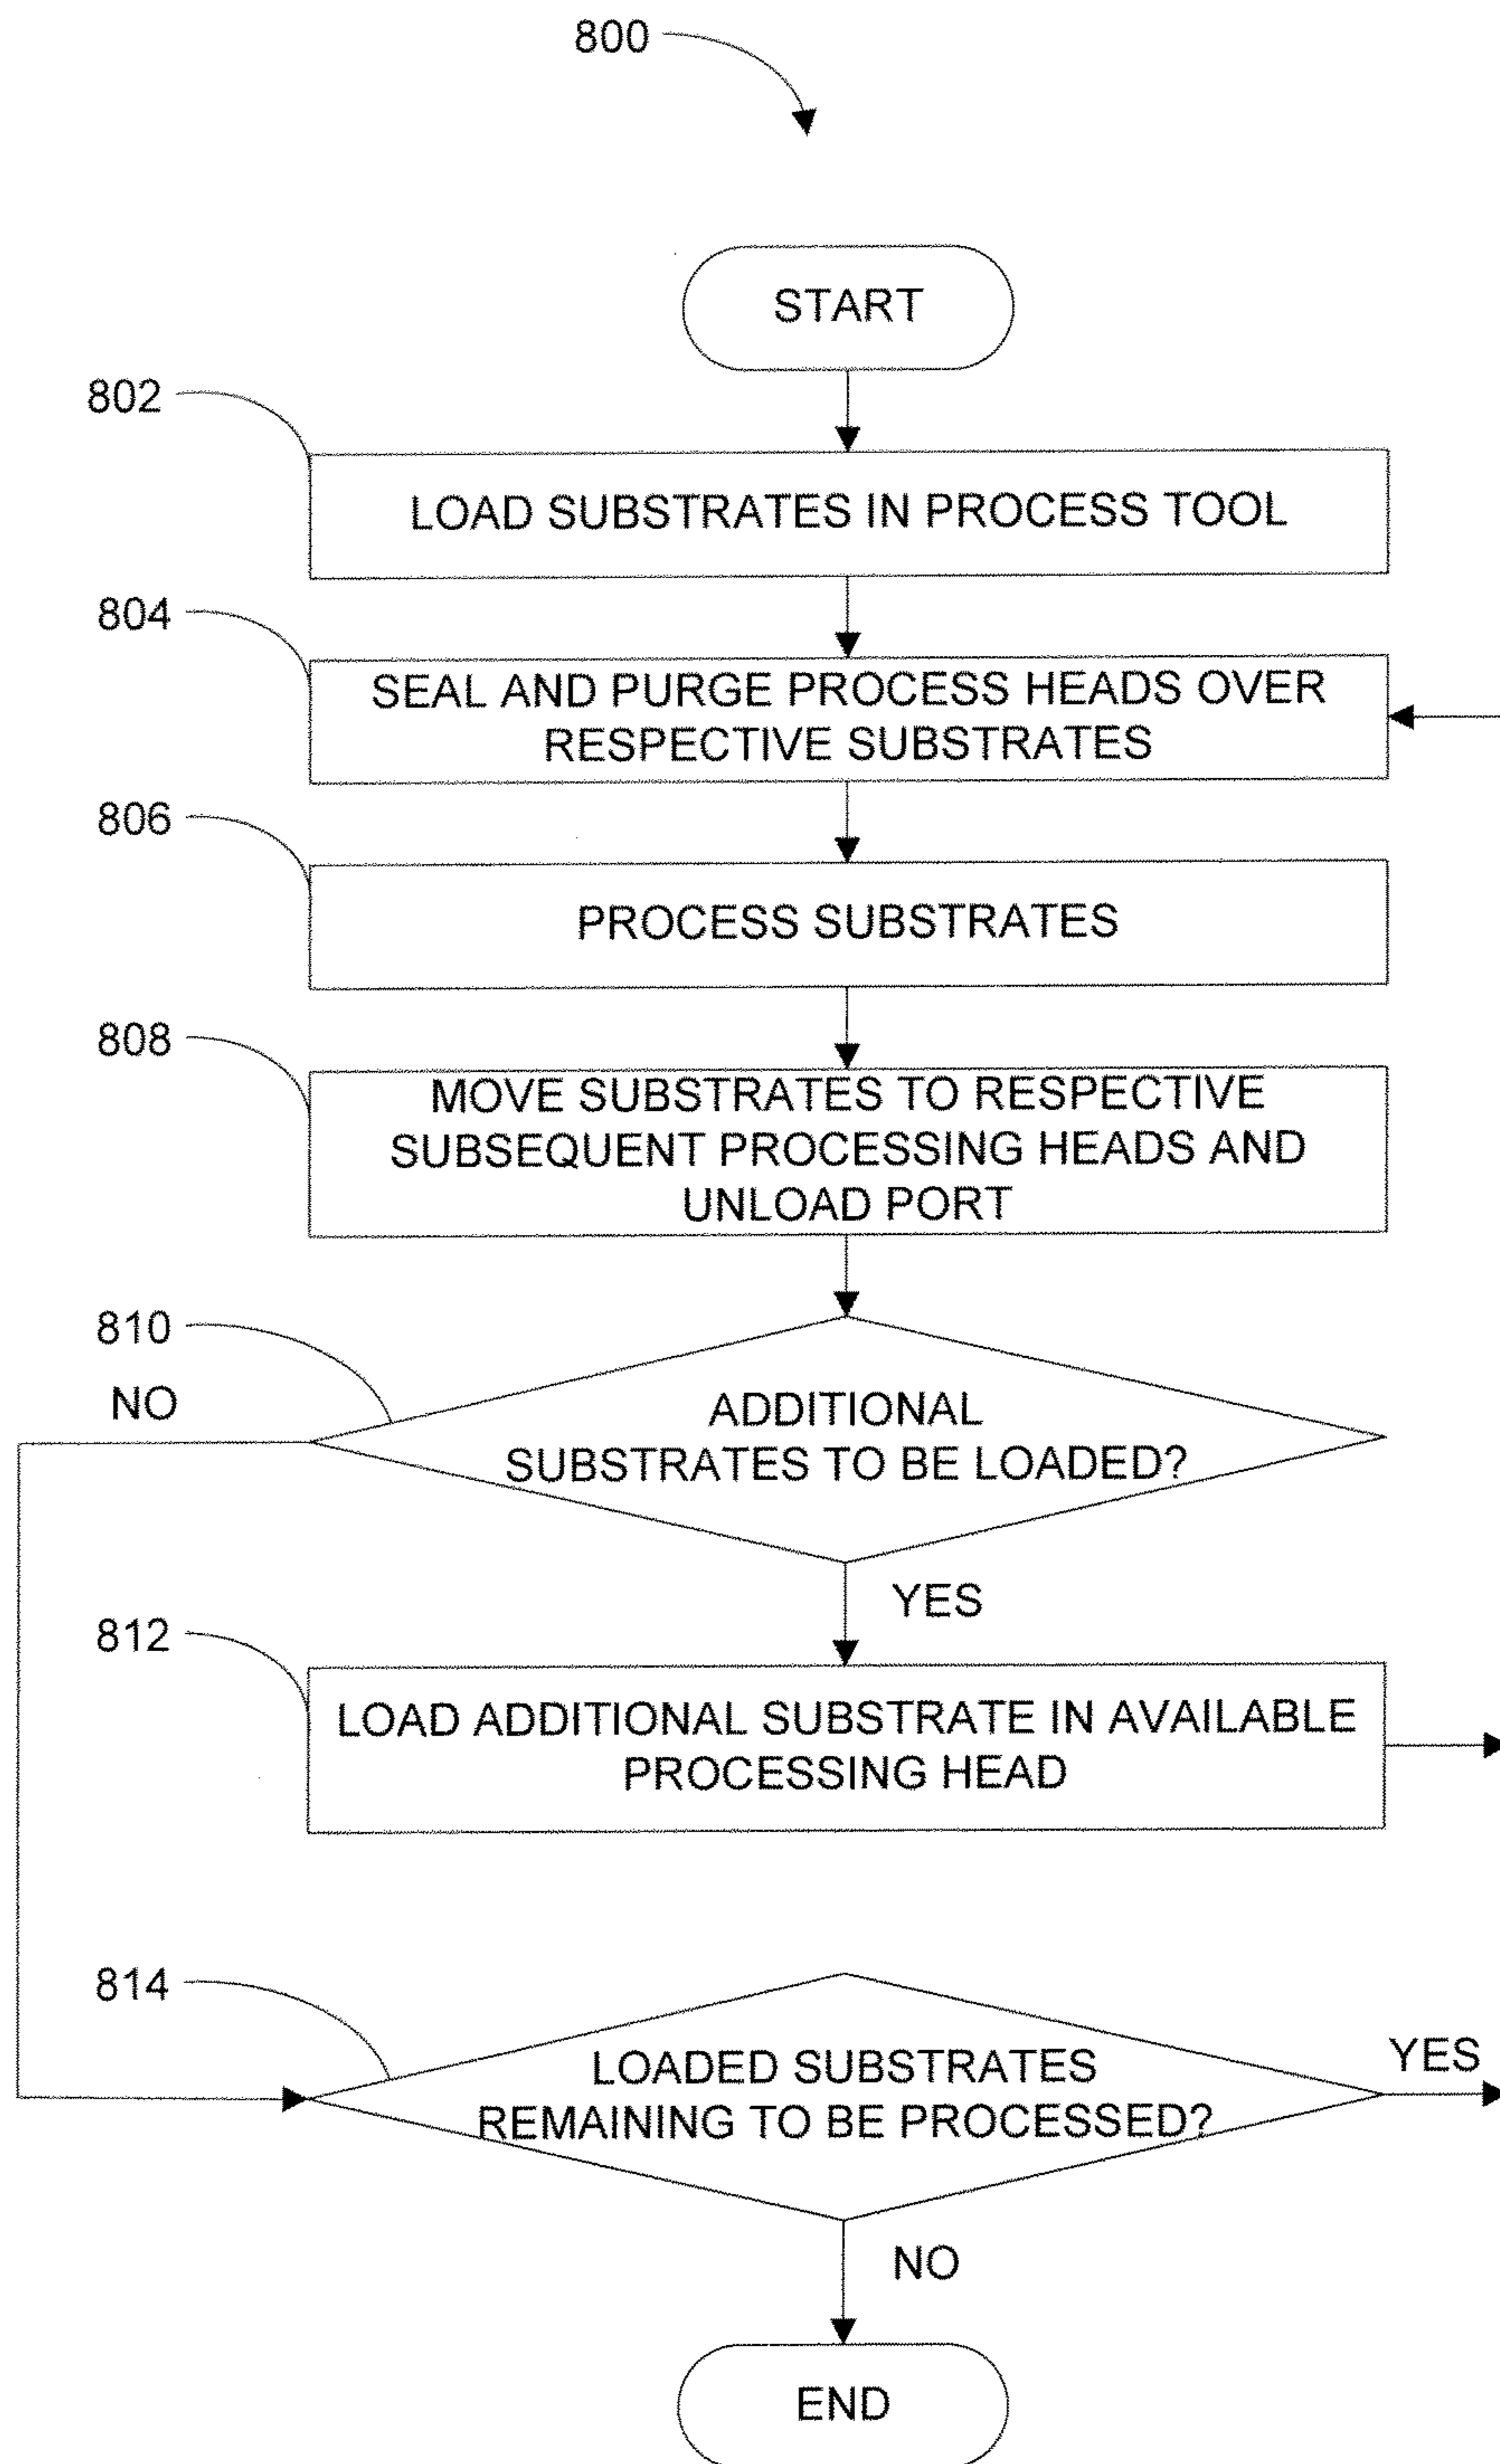 800
START
802
LOAD SUBSTRATES IN PROCESS TOOL
804
SEAL AND PURGE PROCESS HEADS OVER
RESPECTIVE SUBSTRATES
806
PROCESS SUBSTRATES
808
MOVE SUBSTRATES TO RESPECTIVE
SUBSEQUENT PROCESSING HEADS AND
UNLOAD PORT
810
NO
ADDITIONAL
SUBSTRATES TO BE LOADED?
YES
812
LOAD ADDITIONAL SUBSTRATE IN AVAILABLE
PROCESSING HEAD
814
LOADED SUBSTRATES
REMAINING TO BE PROCESSED?
YES
NO
END